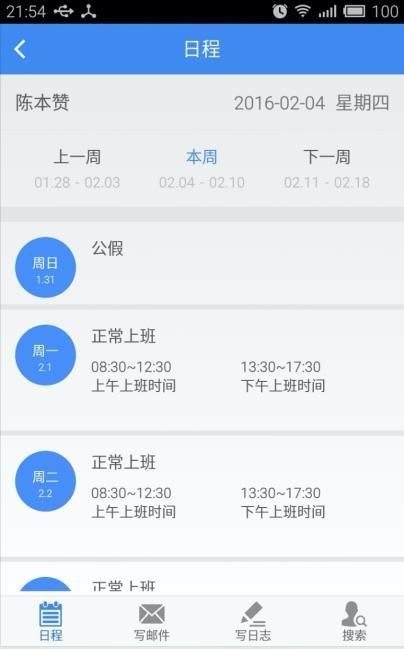 21:54 100
日程
陈本赞 2016-02-04 星期四
上一周 本周 下一周
01.28 - 02.03 02.04 - 02.10 02.11 - 02.18
周日
1.31
公假
周一
2.1
正常上班
08:30~12:30 13:30~17:30
上午上班时间 下午上班时间
周二
2.2
正常上班
08:30~12:30 13:30~17:30
上午上班时间 下午上班时间
正常上班
日程 写邮件 写日志 搜索